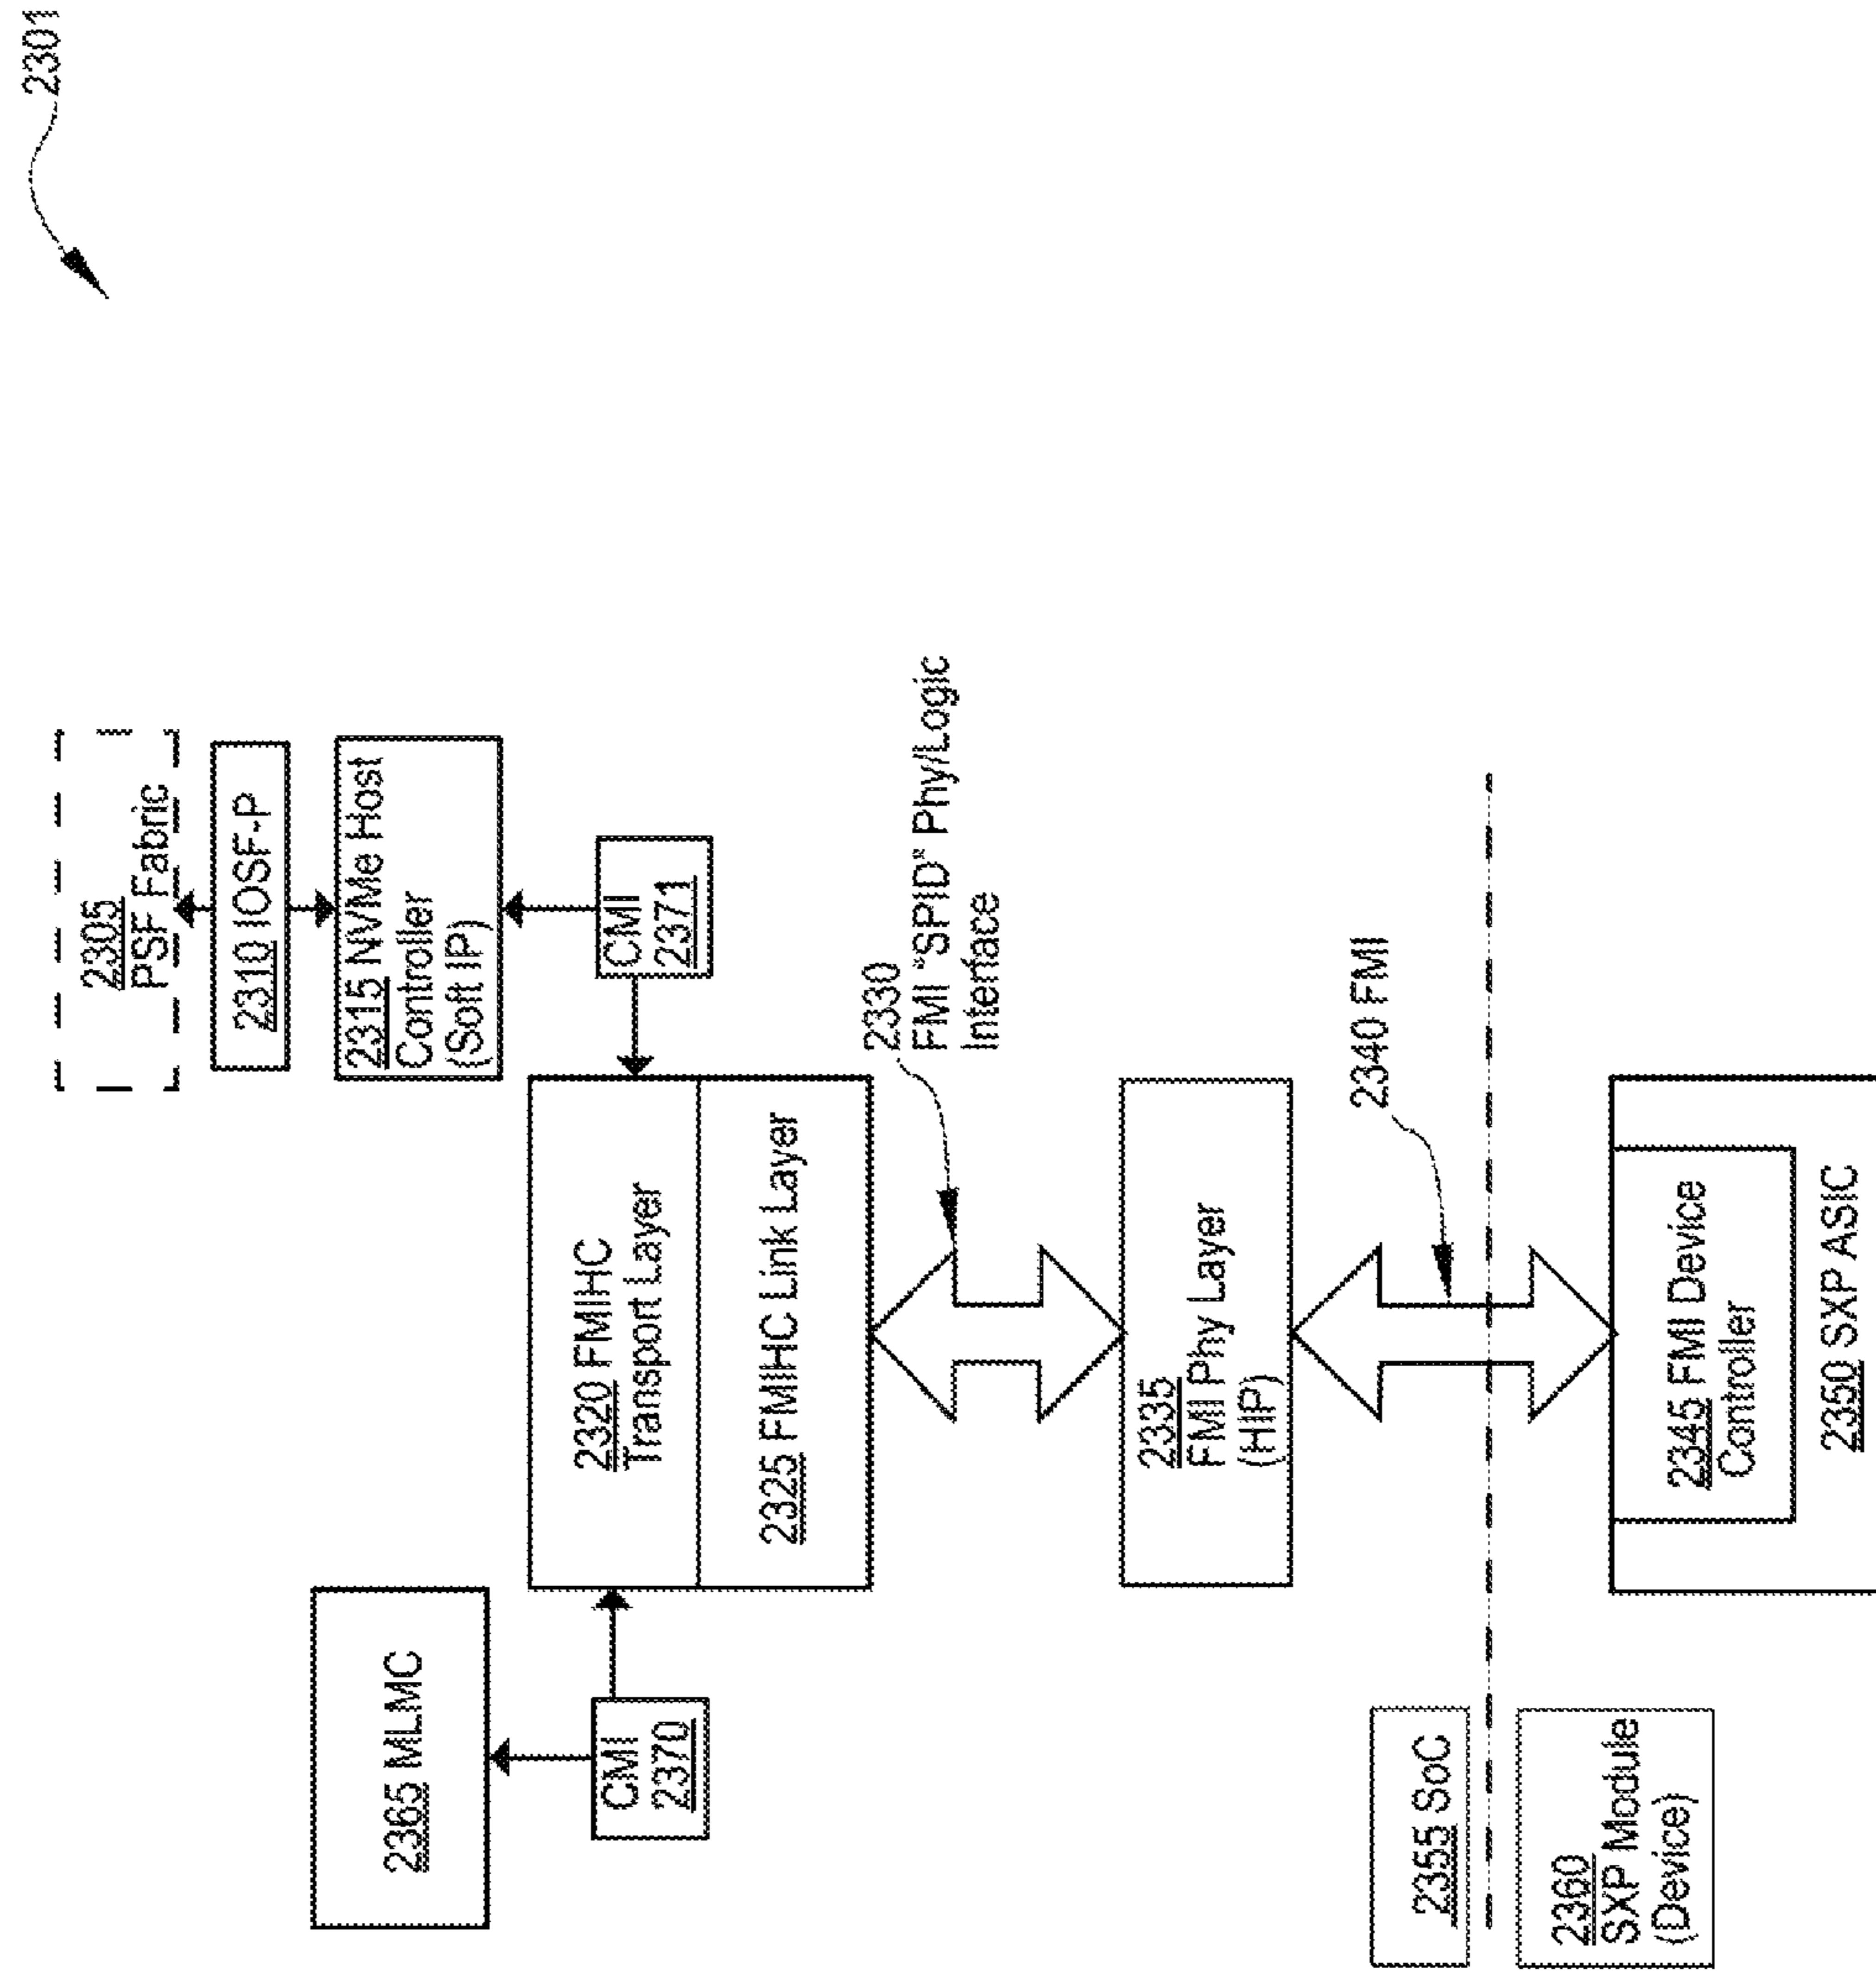 2301
2305
PSF Fabric
2310 IOSF-P
2315 NVMe Host
Controller
(Soft IP)
CMI
2371
2365 MLMC
CMI
2370
2320 FMIHC
Transport Layer
2325 FMIHC Link Layer
2330
FMI “SPID” Phy/Logic
Interface
2335
FMI Phy Layer
(HIP)
2340 FMI
2355 SoC
2360
SXP Module
(Device)
2345 FMI Device
Controller
2350 SXP ASIC